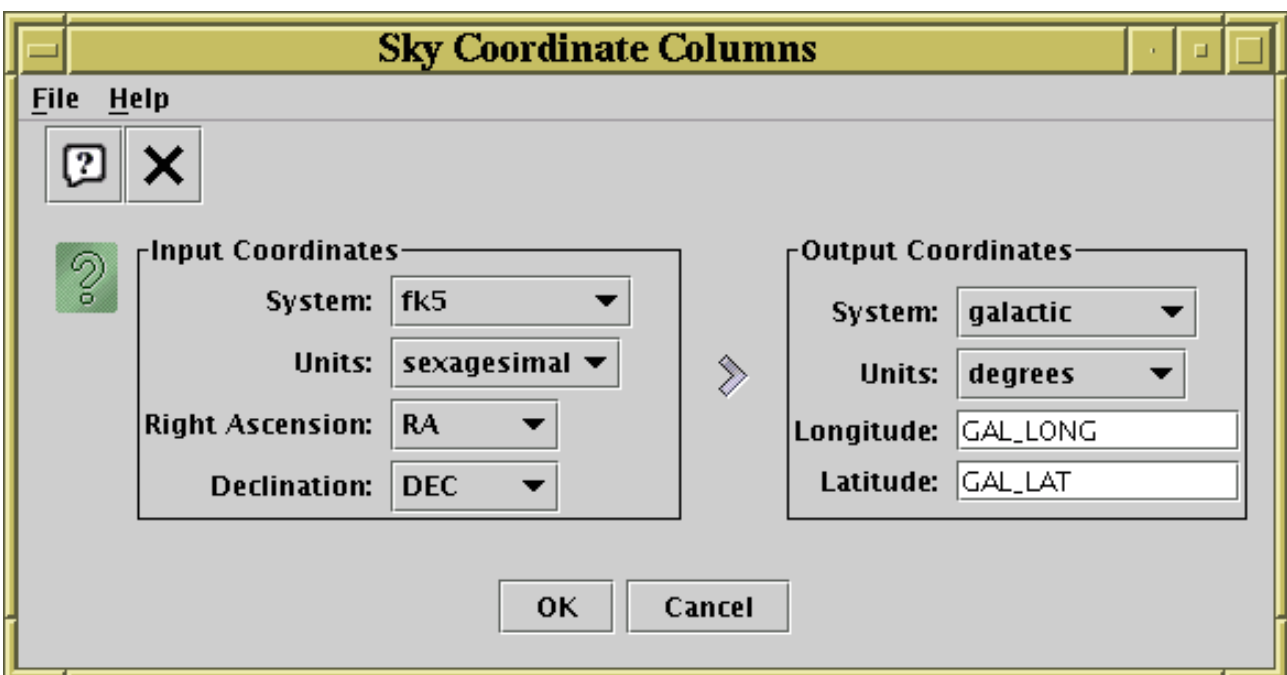 Sky Coordinate Columns
File Help
Input Coordinates
System: fk5
Units: sexagesimal
Right Ascension: RA
Declination: DEC
Output Coordinates
System: galactic
Units: degrees
Longitude: GAL_LONG
Latitude: GAL_LAT
OK Cancel